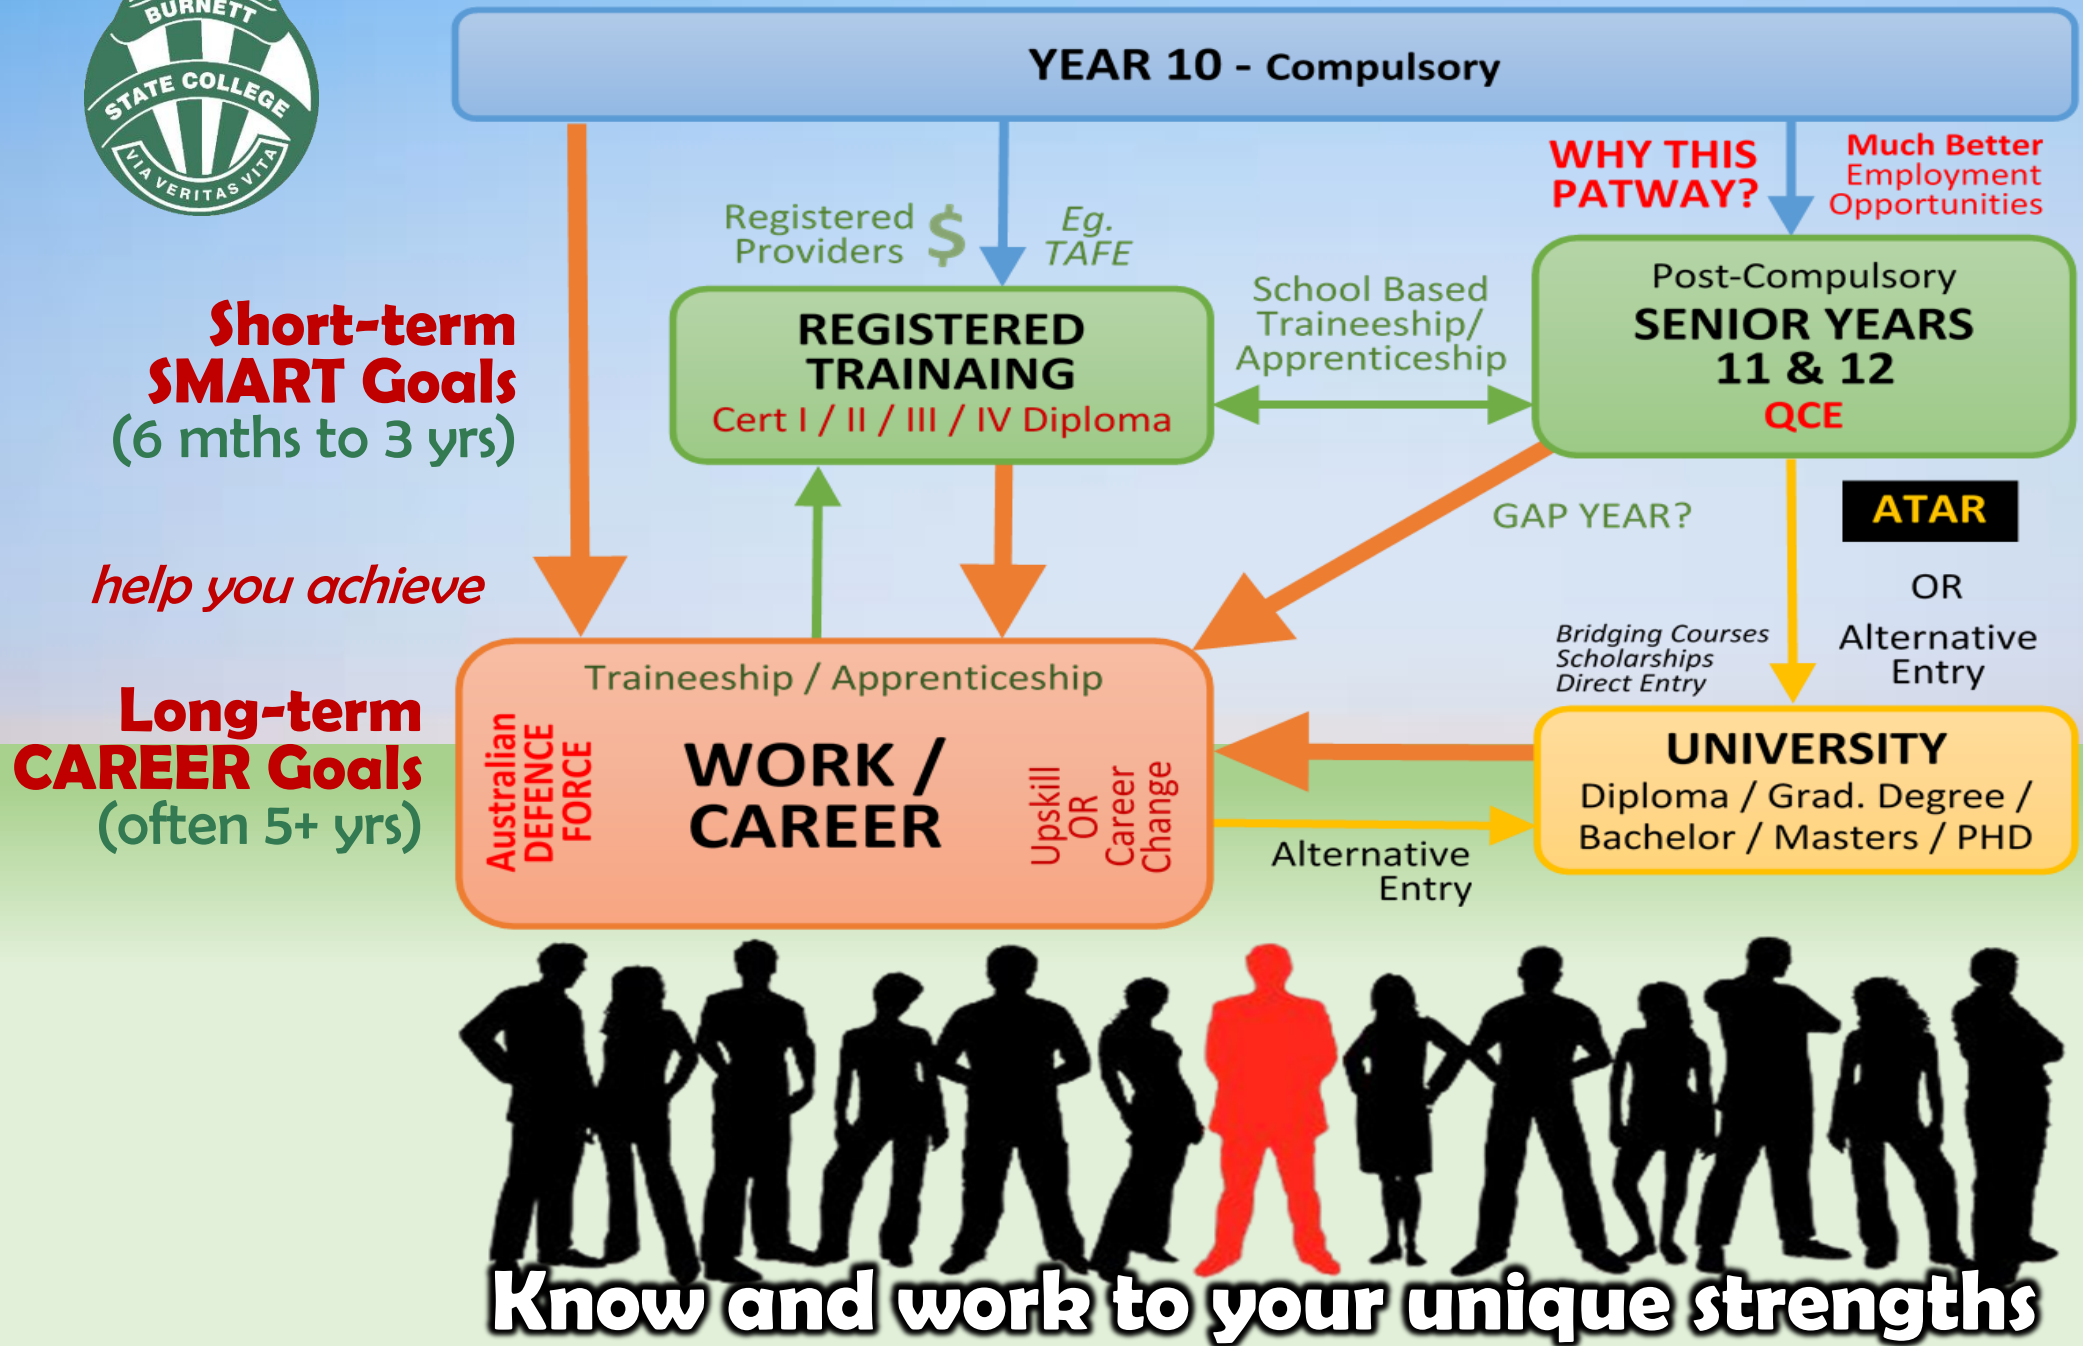 BURNETT
STATE COLLEGE
VIA VERITAS VITA
YEAR 10 - Compulsory
WHY THIS
PATWAY?
Much Better
Employment
Opportunities
Registered
Providers
$
Eg.
TAFE
School Based
Traineeship/
Apprenticeship
Post-Compulsory
SENIOR YEARS
11 & 12
QCE
REGISTERED
TRAINAING
Cert I / II / III / IV Diploma
Short-term
SMART Goals
(6 mths to 3 yrs)
help you achieve
Long-term
CAREER Goals
(often 5+ yrs)
GAP YEAR?
ATAR
OR
Alternative
Entry
Bridging Courses
Scholarships
Direct Entry
Traineeship / Apprenticeship
Australian
DEFENCE
FORCE
WORK /
CAREER
Upskill
OR
Career
Change
UNIVERSITY
Diploma / Grad. Degree /
Bachelor / Masters / PHD
Alternative
Entry
Know and work to your unique strengths